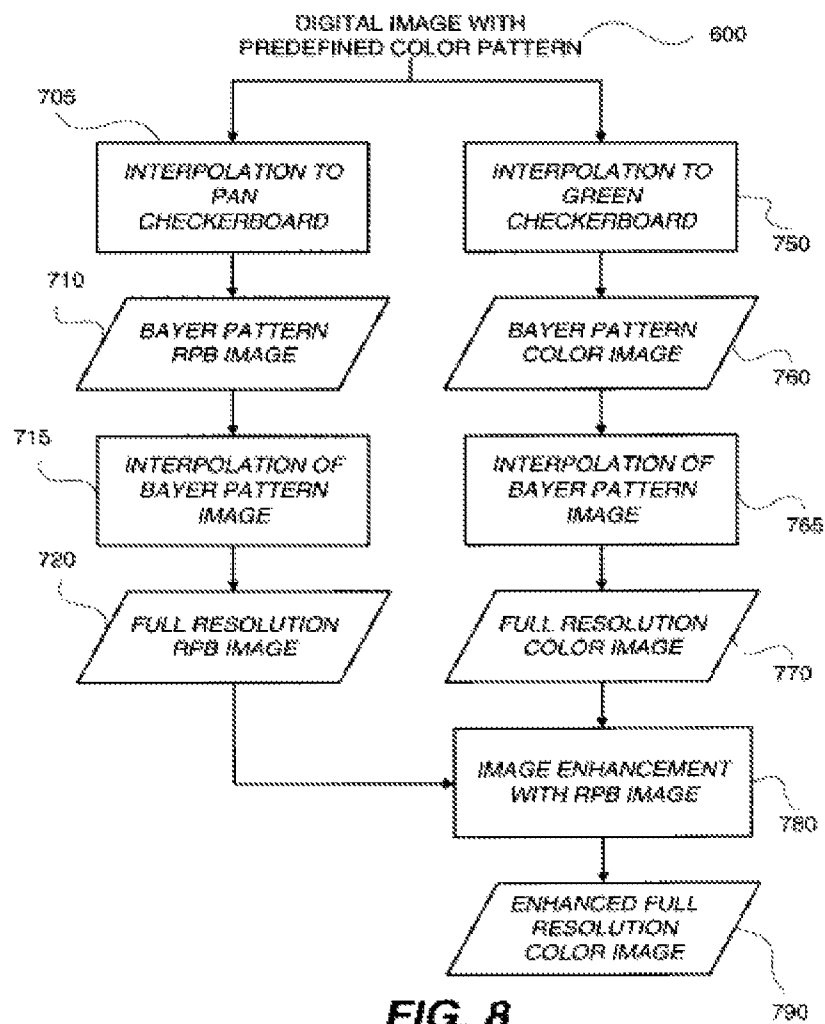 DIGITAL IMAGE WITH
PREDEFINED COLOR PATTERN
600
705
INTERPOLATION TO
PAN
CHECKERBOARD
INTERPOLATION TO
GREEN
CHECKERBOARD
750
710
BAYER PATTERN
RPB IMAGE
BAYER PATTERN
COLOR IMAGE
760
715
INTERPOLATION OF
BAYER PATTERN
IMAGE
INTERPOLATION OF
BAYER PATTERN
IMAGE
765
720
FULL RESOLUTION
RPB IMAGE
FULL RESOLUTION
COLOR IMAGE
770
IMAGE ENHANCEMENT
WITH RPB IMAGE
780
ENHANCED FULL
RESOLUTION
COLOR IMAGE
790
FIG. 8